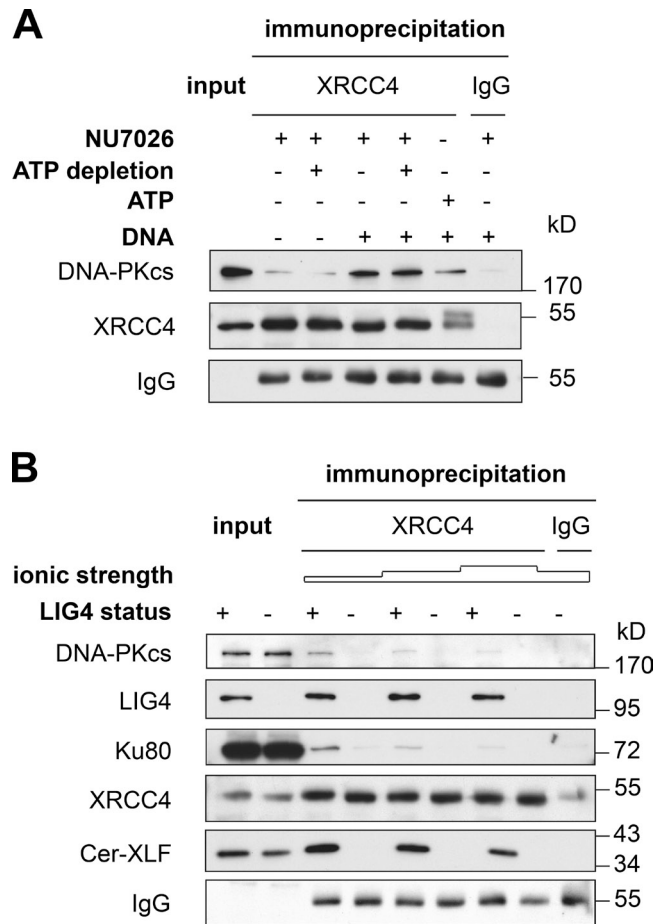 A
immunoprecipitation
input XRCC4 IgG
NU7026 + + + + - +
ATP depletion - + - + - -
ATP - - - - + -
DNA - - + + + +
kD
DNA-PKcs 170
XRCC4 55
IgG 55
B
immunoprecipitation
input XRCC4 IgG
ionic strength
LIG4 status + - + - + - + - -
kD
DNA-PKcs 170
LIG4 95
Ku80 72
XRCC4 55
43
Cer-XLF 34
IgG 55